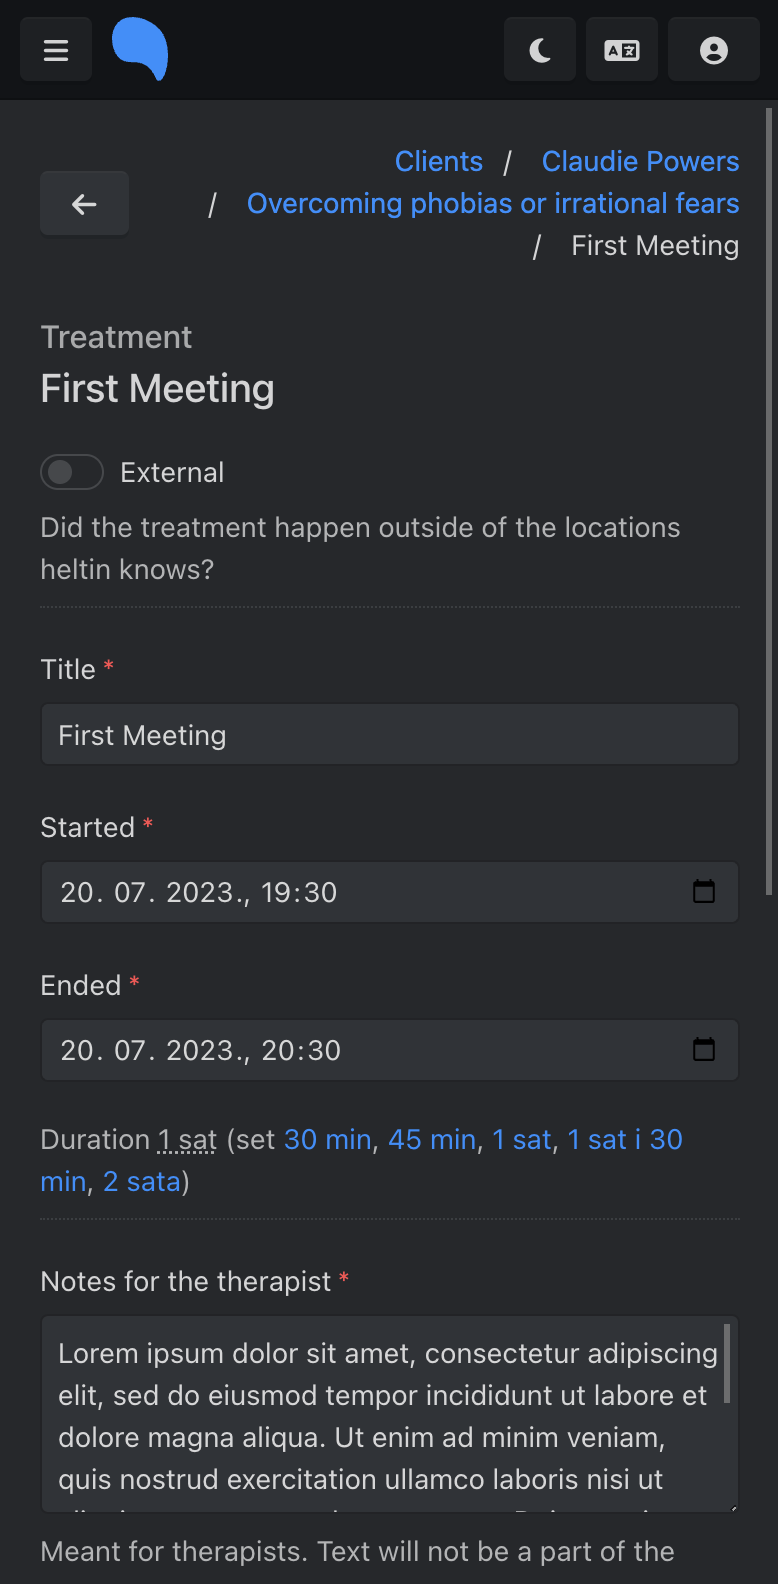 Clients / Claudie Powers
/ Overcoming phobias or irrational fears
/ First Meeting
Treatment
First Meeting
External
Did the treatment happen outside of the locations
heltin knows?
Title *
First Meeting
Started *
20. 07. 2023., 19:30
Ended *
20. 07. 2023., 20:30
Duration 1 sat (set 30 min, 45 min, 1 sat, 1 sat i 30
min, 2 sata)
Notes for the therapist *
Lorem ipsum dolor sit amet, consectetur adipiscing
elit, sed do eiusmod tempor incididunt ut labore et
dolore magna aliqua. Ut enim ad minim veniam,
quis nostrud exercitation ullamco laboris nisi ut
Meant for therapists. Text will not be a part of the